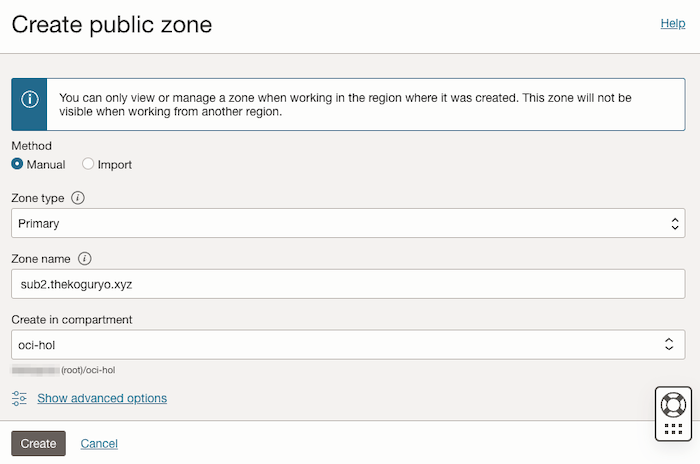 Create public zone
Help
You can only view or manage a zone when working in the region where it was created. This zone will not be
visible when working from another region.
Method
Manual
Import
Zone type
Primary
Zone name
sub2.thekoguryo.xyz
Create in compartment
oci-hol
(root)/oci-hol
Show advanced options
Create
Cancel